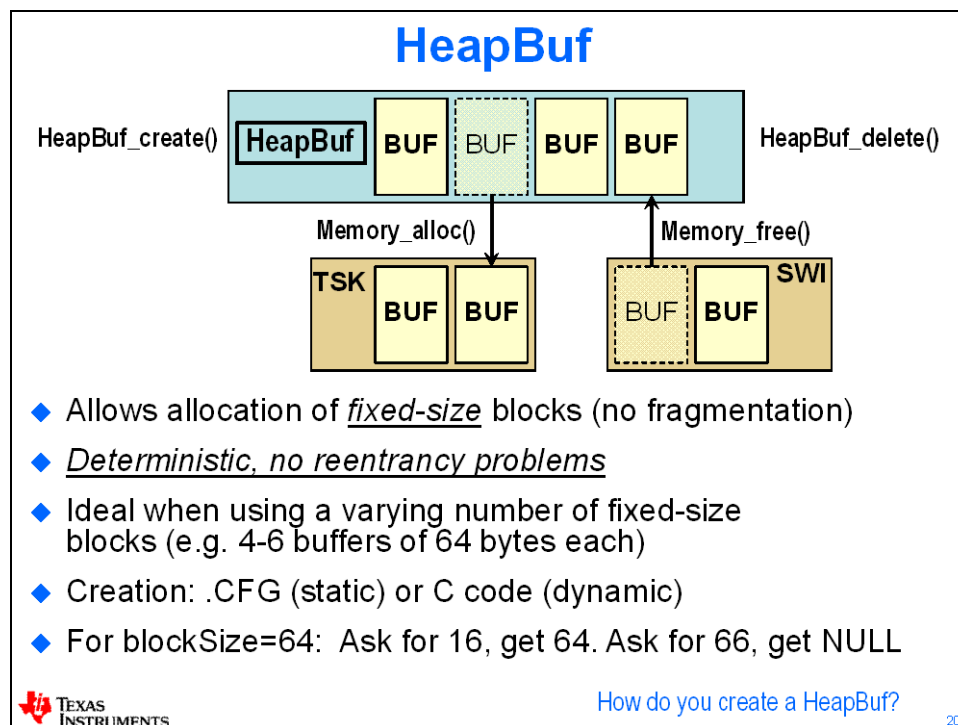 HeapBuf
HeapBuf_create()
HeapBuf
BUF
BUF
BUF
BUF
HeapBuf_delete()
Memory_alloc()
Memory_free()
TSK
BUF
BUF
BUF
BUF
SWI
Allows allocation of fixed-size blocks (no fragmentation)
Deterministic, no reentrancy problems
Ideal when using a varying number of fixed-size
blocks (e.g. 4-6 buffers of 64 bytes each)
Creation: .CFG (static) or C code (dynamic)
For blockSize=64: Ask for 16, get 64. Ask for 66, get NULL
TEXAS
INSTRUMENTS
How do you create a HeapBuf?
20